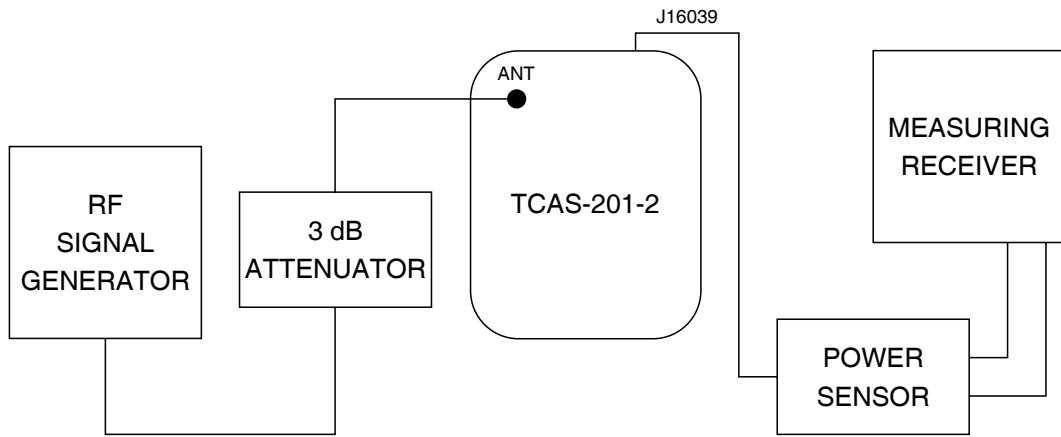 J16039
ANT
RF
SIGNAL
GENERATOR
3 dB
ATTENUATOR
TCAS-201-2
MEASURING
RECEIVER
POWER
SENSOR